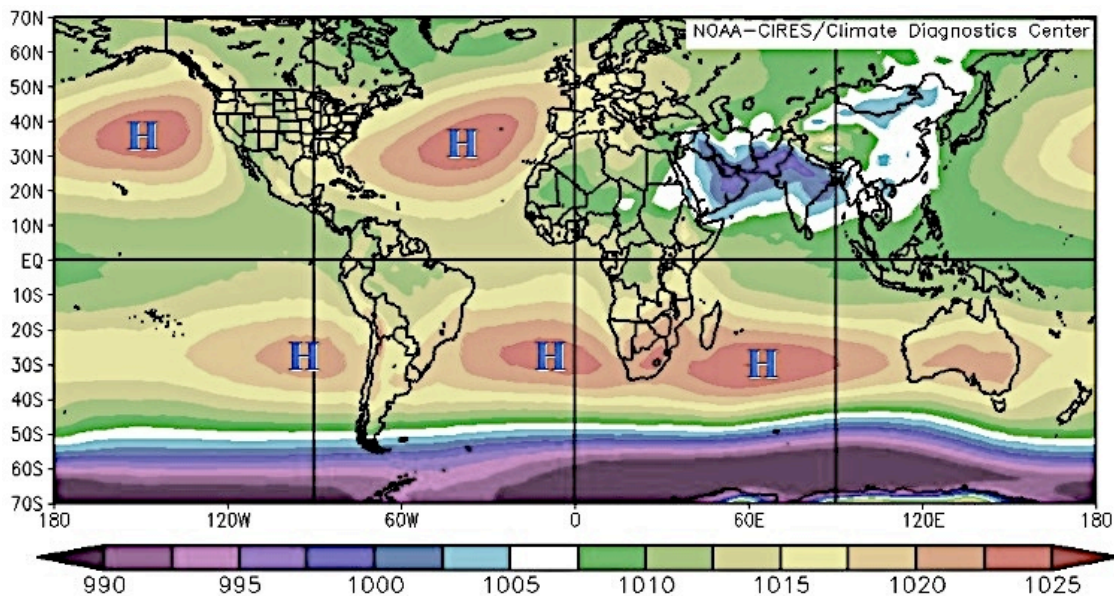 70N
NOAA-CIRES/Climate Diagnostics Center
60N
50N
40N
H
H
30N
20N
10N
EQ
10S
20S
H
H
H
30S
40S
50S
60S
70S
180 120W 60W 0 60E 120E 180
990 995 1000 1005 1010 1015 1020 1025